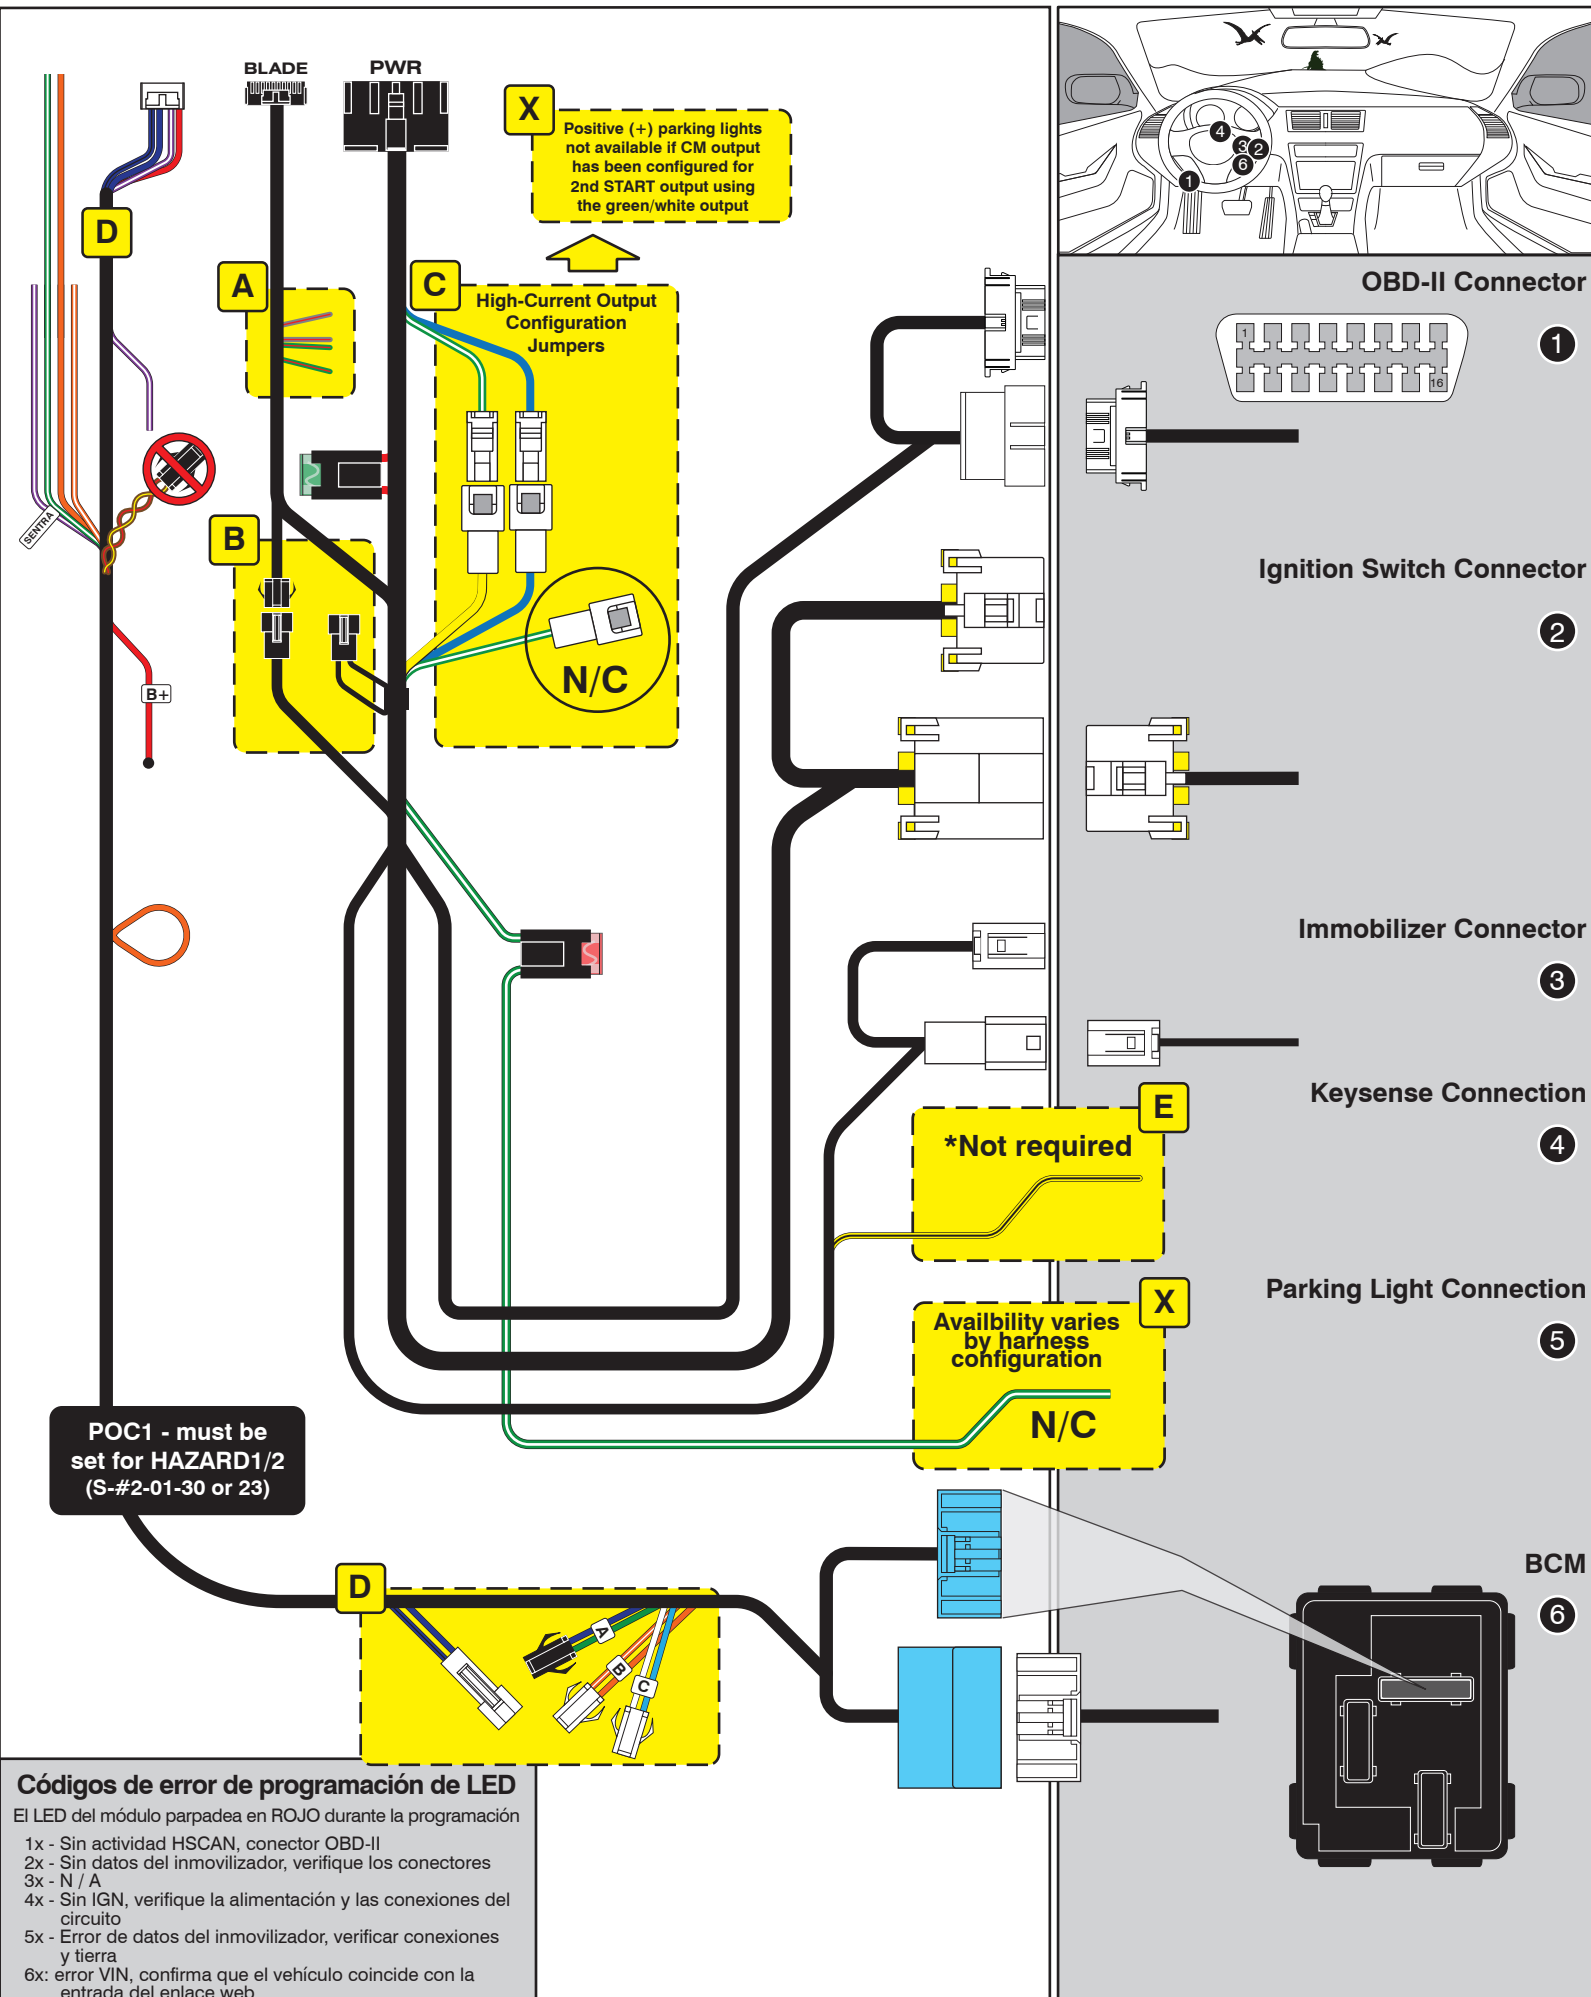 BLADE
PWR
X
Positive (+) parking lights
not available if CM output
has been configured for
2nd START output using
the green/white output
D
A
C
High-Current Output
Configuration
Jumpers
SENTRA
B
B+
N/C
4
3
2
6
1
OBD-II Connector
1
1
16
Ignition Switch Connector
2
Immobilizer Connector
3
E
*Not required
Keysense Connection
4
X
Availbility varies
by harness
configuration
N/C
Parking Light Connection
5
POC1 - must be
set for HAZARD1/2
(S-#2-01-30 or 23)
D
A
B
C
BCM
6
Códigos de error de programación de LED
El LED del módulo parpadea en ROJO durante la programación
1x - Sin actividad HSCAN, conector OBD-II
2x - Sin datos del inmovilizador, verifique los conectores
3x - N / A
4x - Sin IGN, verifique la alimentación y las conexiones del
circuito
5x - Error de datos del inmovilizador, verificar conexiones
y tierra
6x: error VIN, confirma que el vehículo coincide con la
entrada del enlace web